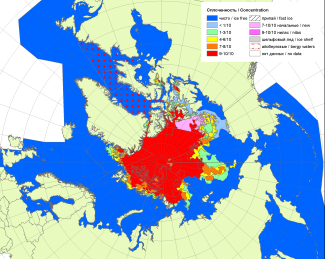 Сплоченность / Concentration
чисто / ice free
< 1/10
1-3/10
4-6/10
7-8/10
9-10/10
припай / fast ice
7-10/10 начальные / new
9-10/10 нилас / nilas
шельфовый лед / ice shelf
айсберговые / bergy waters
нет данных / no data